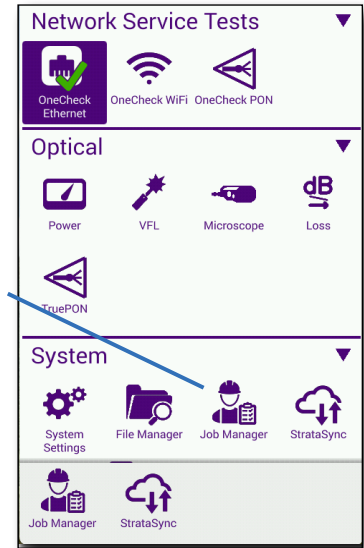 Network Service Tests
OneCheck Ethernet
OneCheck WiFi
OneCheck PON
Optical
Power
VFL
Microscope
dB
Loss
TruePON
System
System Settings
File Manager
Job Manager
StrataSync
Job Manager
StrataSync